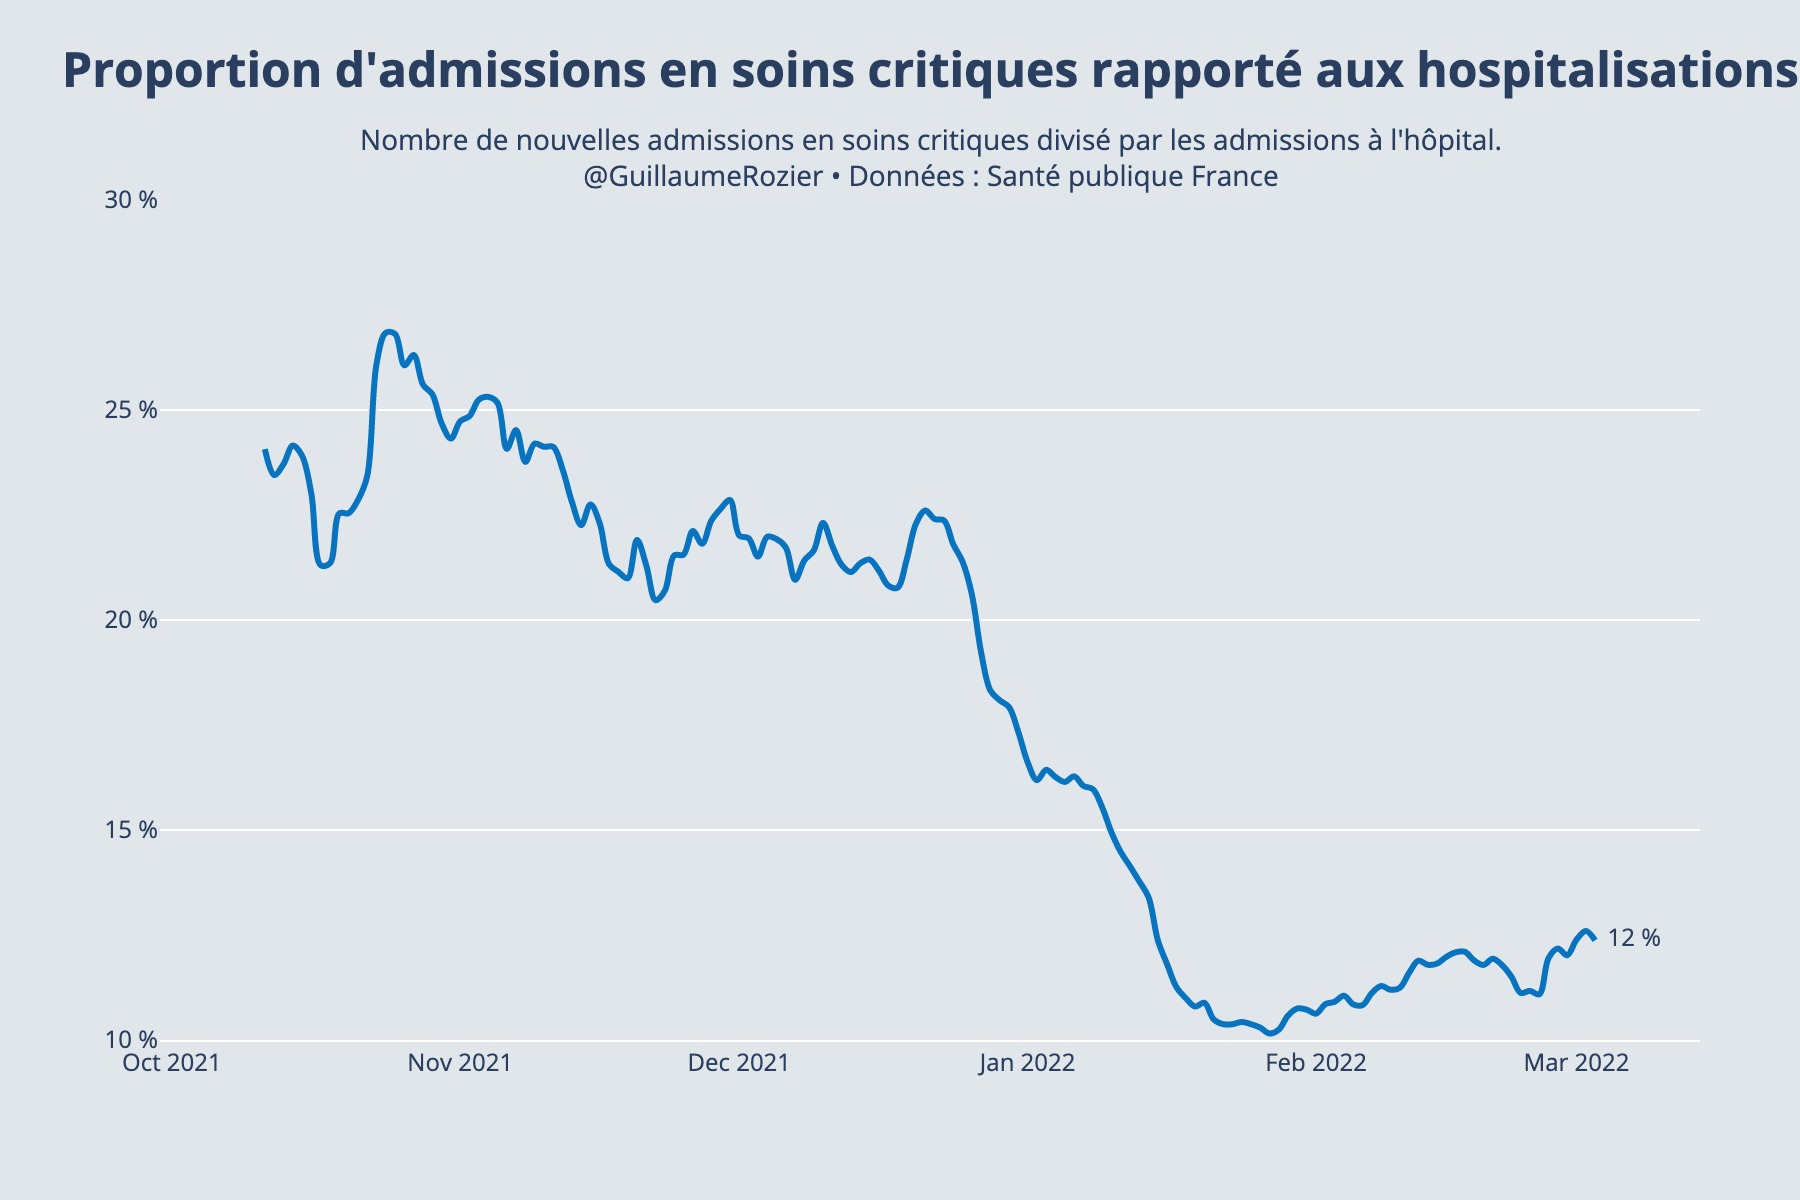 Proportion d'admissions en soins critiques rapporté aux hospitalisations
Nombre de nouvelles admissions en soins critiques divisé par les admissions à l'hôpital.
@GuillaumeRozier • Données : Santé publique France
30 %
25 %
20 %
15 %
12 %
10 %
Oct 2021 Nov 2021 Dec 2021 Jan 2022 Feb 2022 Mar 2022